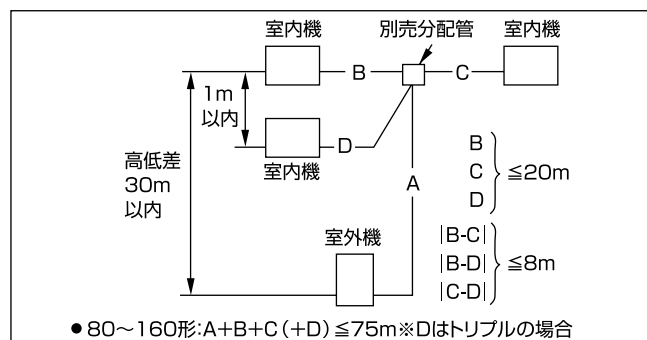 室内機
別売分配管
室内機
B
C
1m
以内
D
室内機
高低差
30m
以内
A
B
C
D
≦20m
室外機
|B-C|
|B-D|
|C-D|
≦8m
●80〜160形:A+B+C(+D)≦75m※Dはトリプルの場合